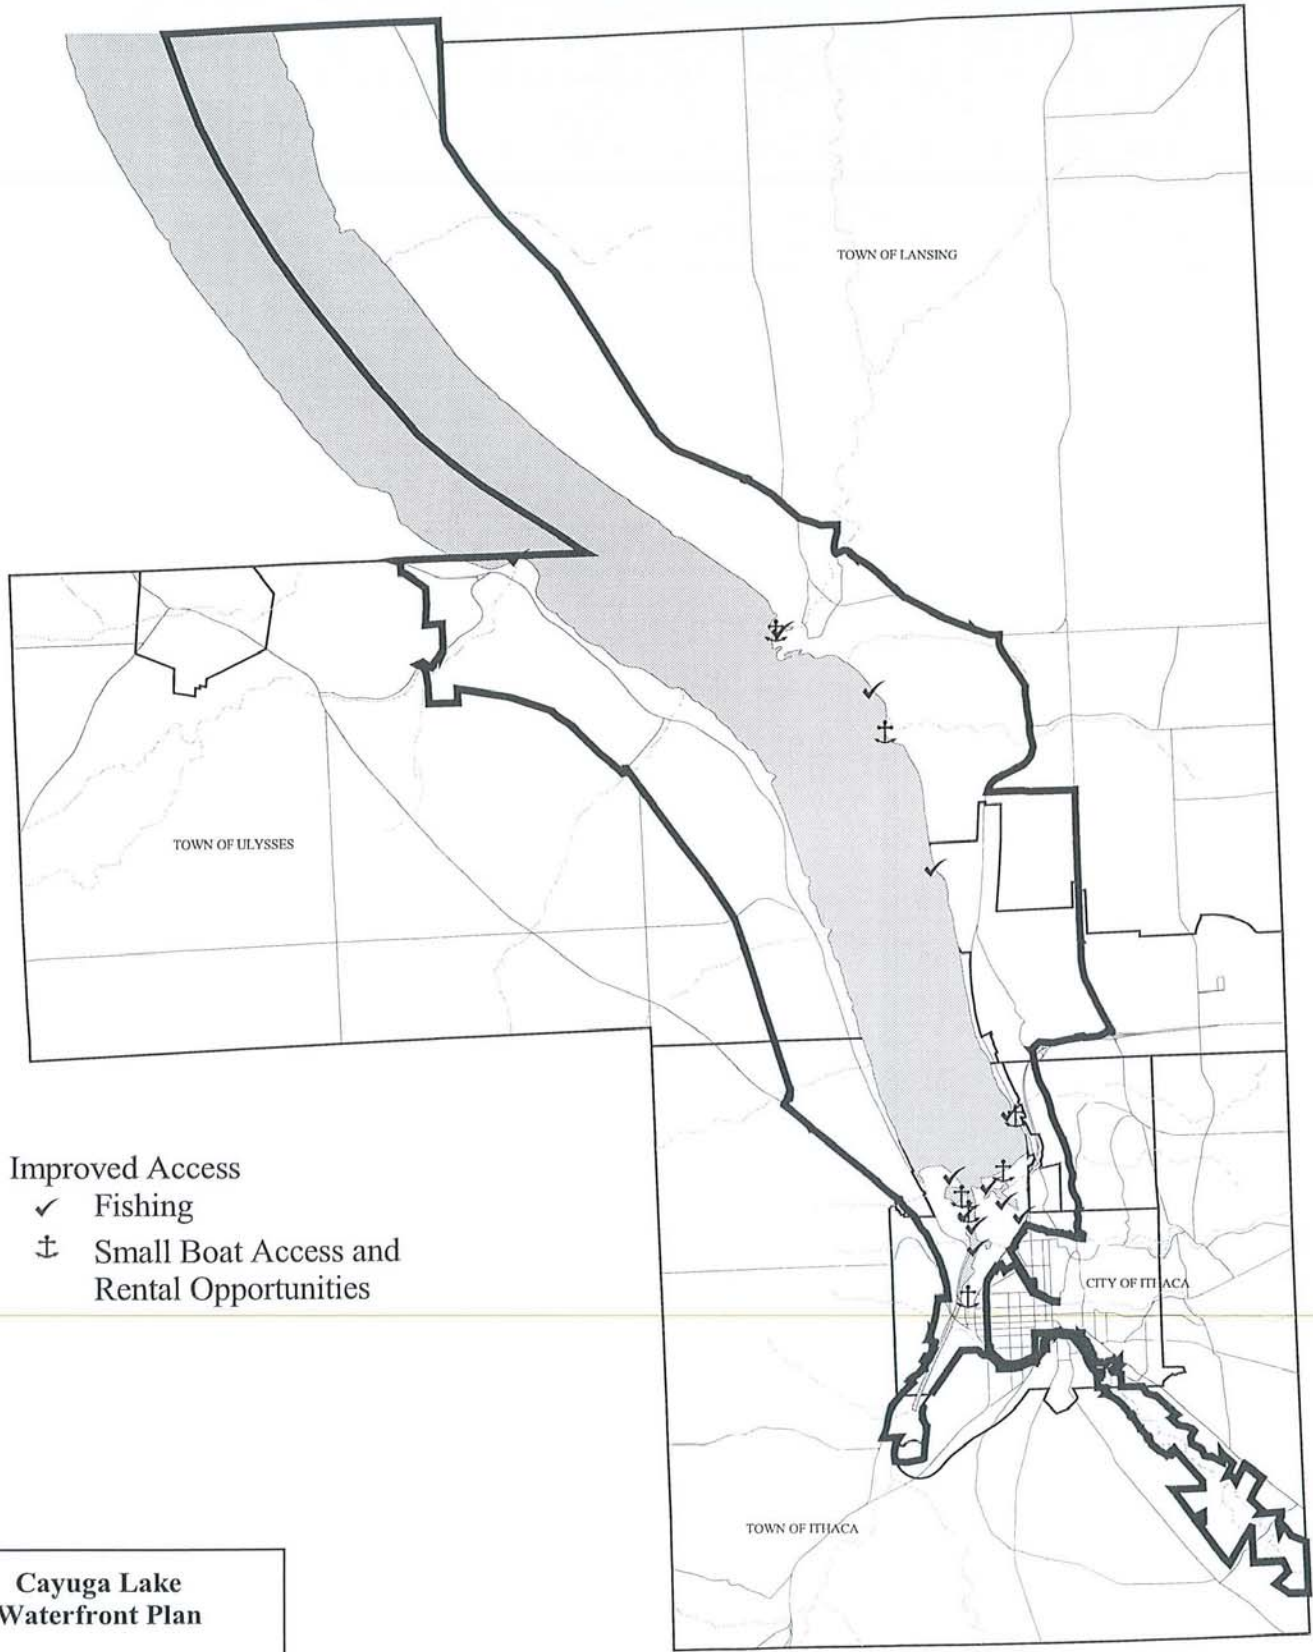 TOWN OF LANSING
TOWN OF ULYSSES
Improved Access
✓ Fishing
⚓ Small Boat Access and
Rental Opportunities
CITY OF ITHACA
TOWN OF ITHACA
Cayuga Lake
Waterfront Plan